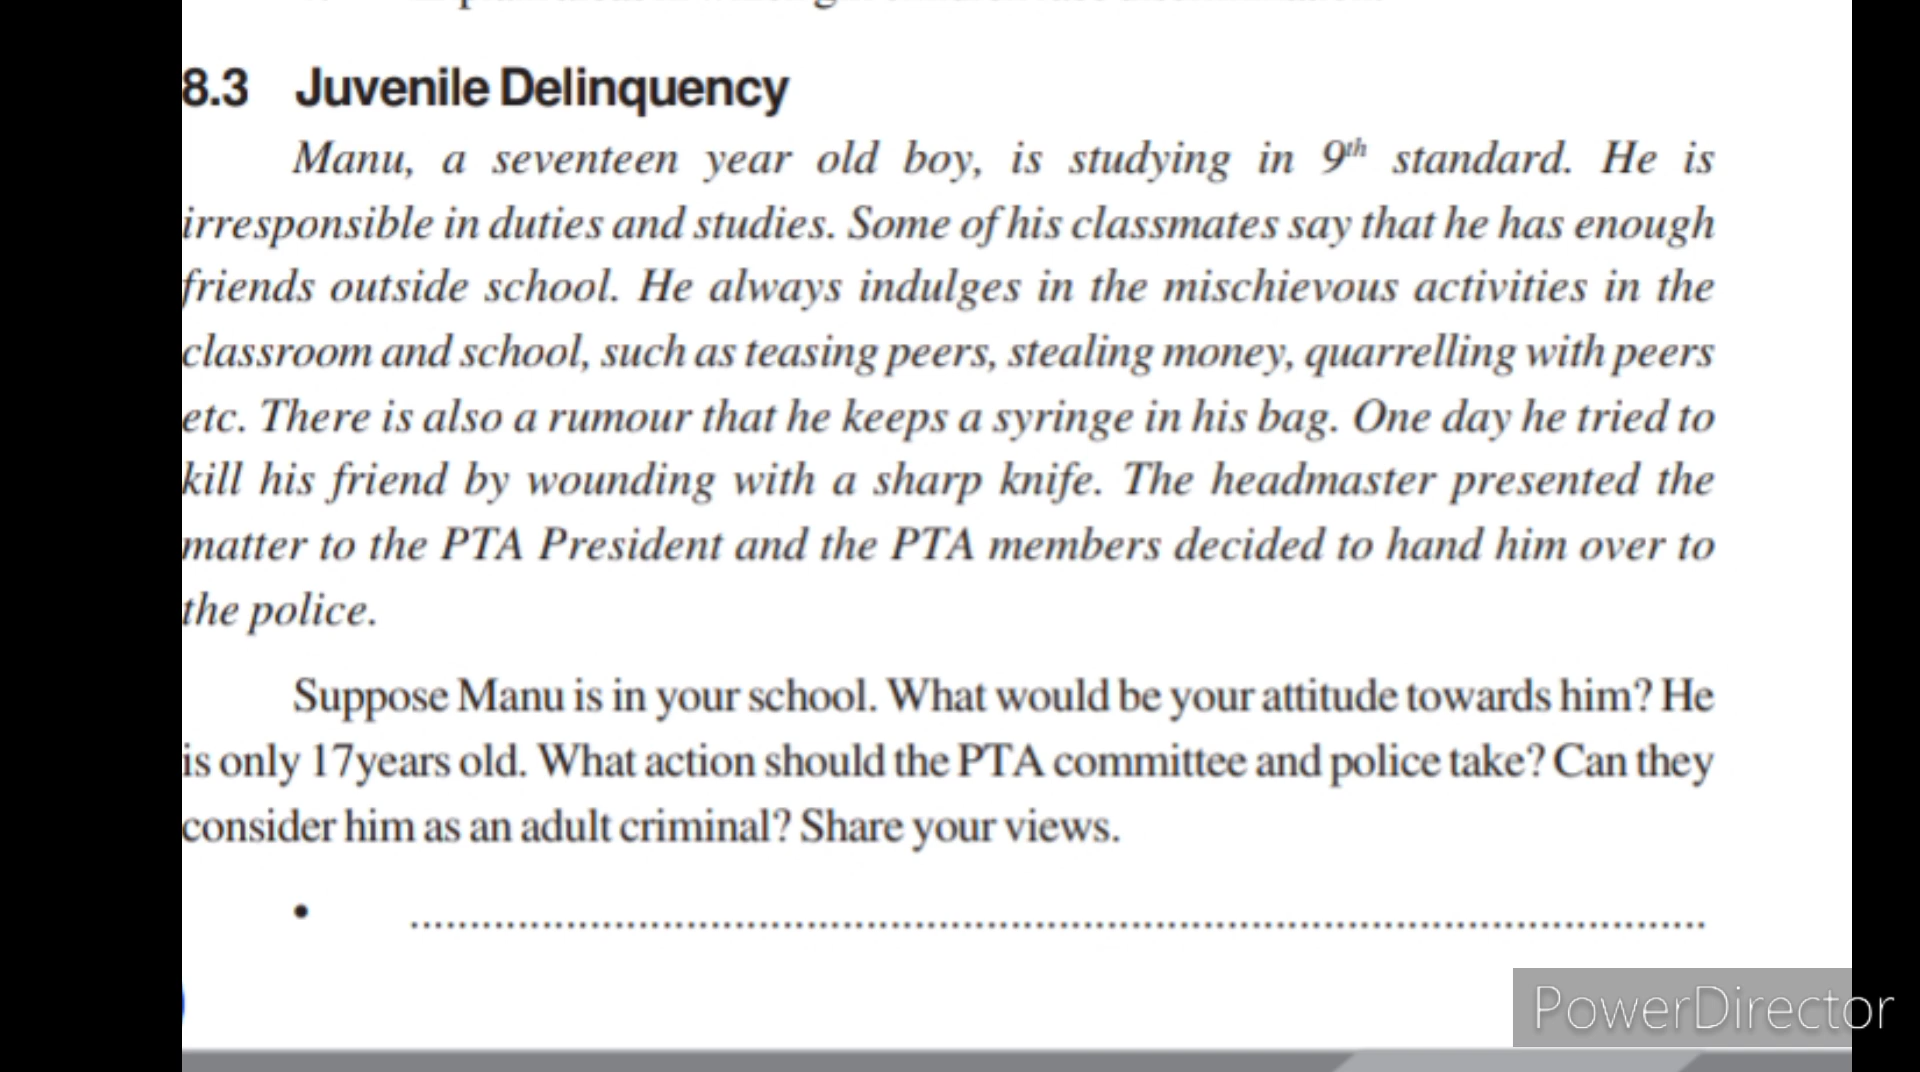 8.3 Juvenile Delinquency
Manu, a seventeen year old boy, is studying in 9th standard. He is
irresponsible in duties and studies. Some of his classmates say that he has enough
friends outside school. He always indulges in the mischievous activities in the
classroom and school, such as teasing peers, stealing money, quarrelling with peers
etc. There is also a rumour that he keeps a syringe in his bag. One day he tried to
kill his friend by wounding with a sharp knife. The headmaster presented the
matter to the PTA President and the PTA members decided to hand him over to
the police.
Suppose Manu is in your school. What would be your attitude towards him? He
is only 17years old. What action should the PTA committee and police take? Can they
consider him as an adult criminal? Share your views.
• ............................................................................................................
PowerDirector